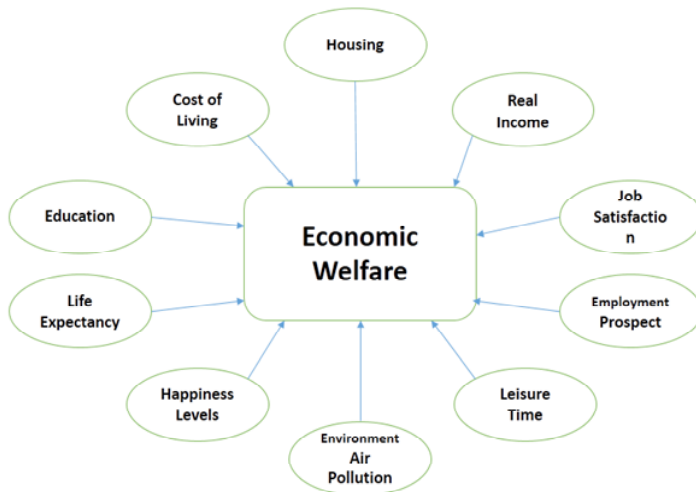 Housing
Cost of
Living
Real
Income
Education
Economic
Welfare
Job
Satisfactio
n
Life
Expectancy
Employment
Prospect
Happiness
Levels
Leisure
Time
Environment
Air
Pollution